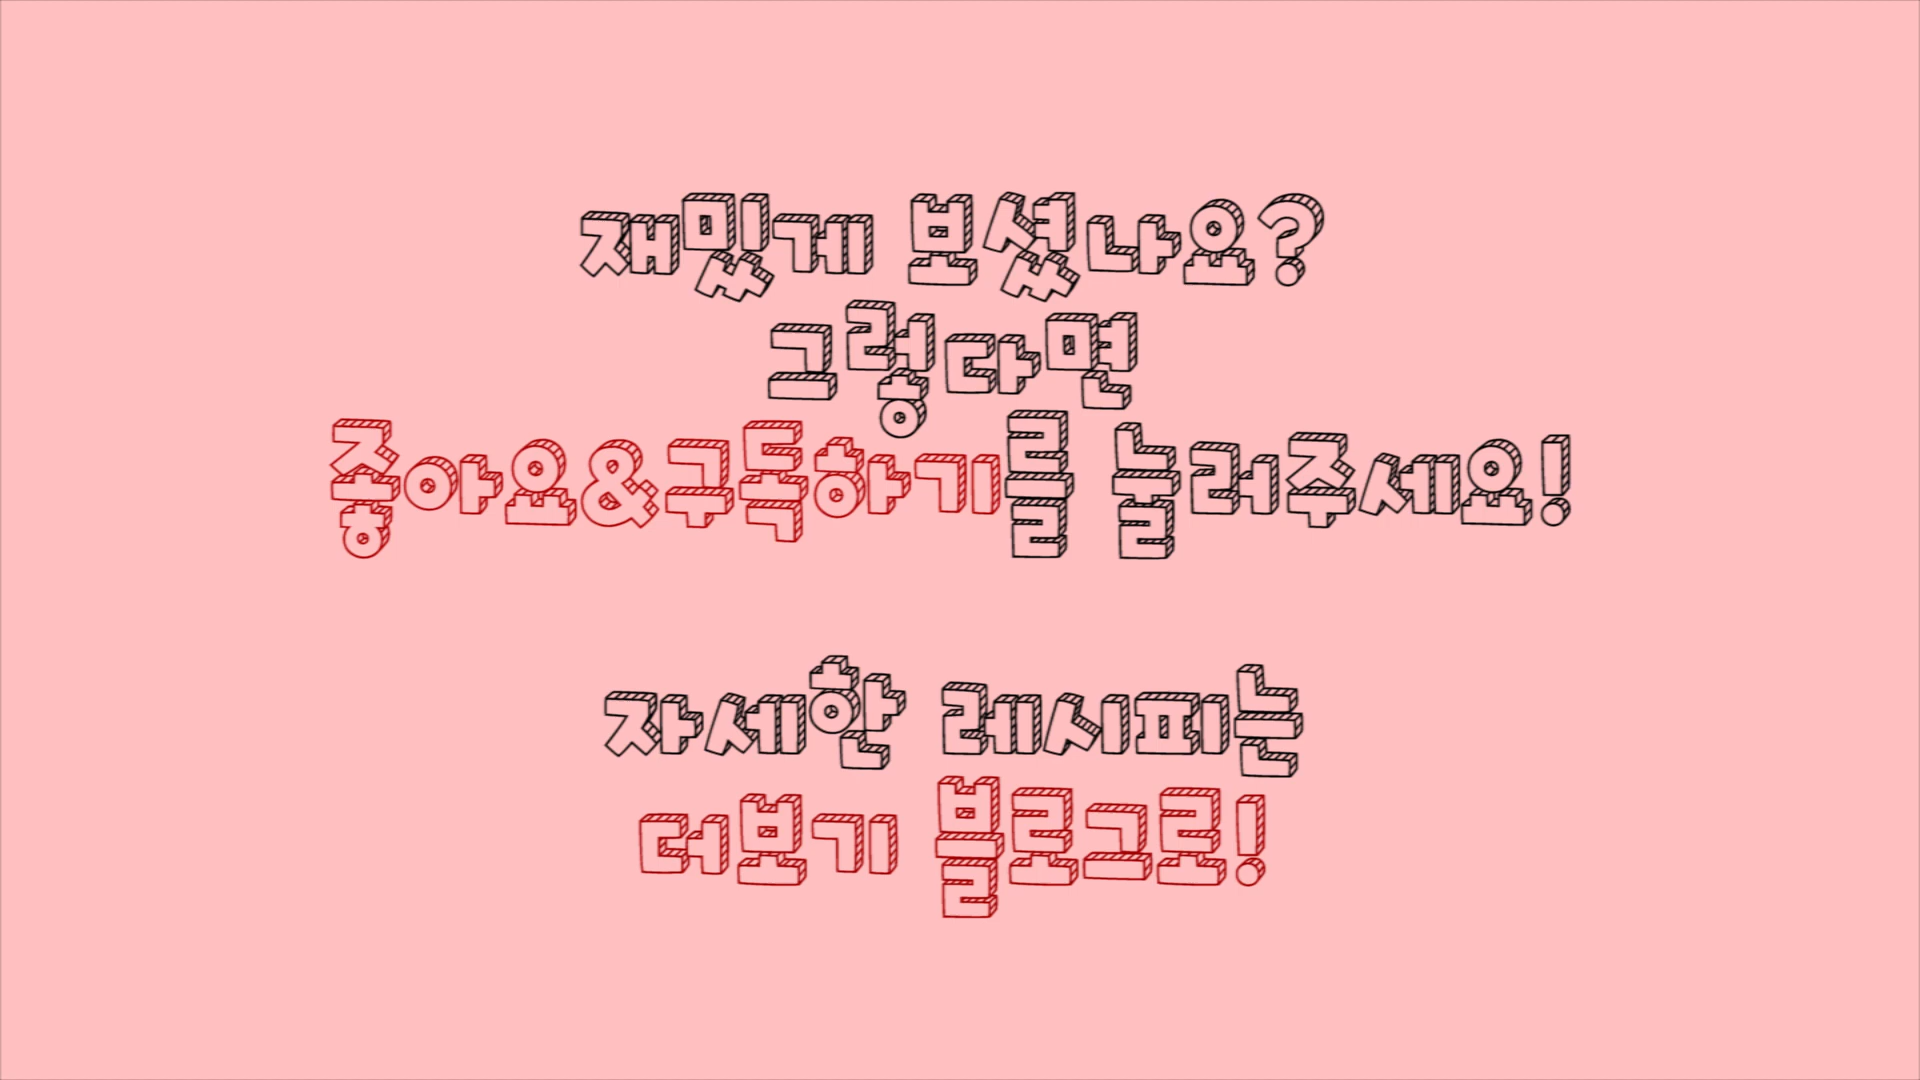 재밌게 보셨나요?
그렇다면
좋아요&구독하기를 눌러주세요!
자세한 레시피는
더보기 블로그로!